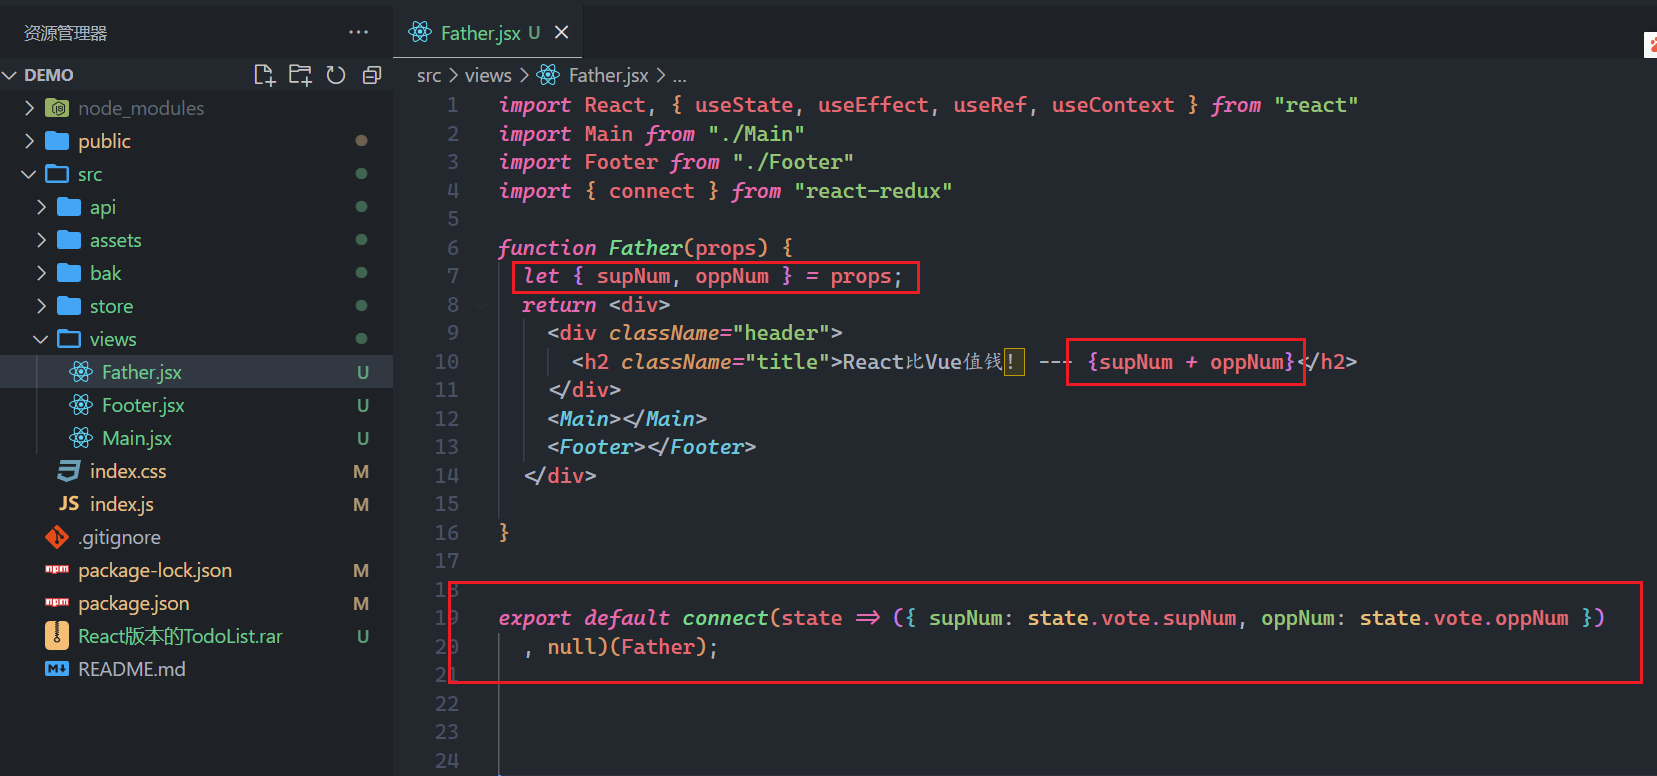 资源管理器
···
Father.jsx U
DEMO
src > views > Father.jsx > ...
node_modules
public
src
api
assets
bak
store
views
Father.jsx U
Footer.jsx U
Main.jsx U
index.css M
JS index.js M
.gitignore
package-lock.json M
package.json M
React版本的TodoList.rar U
README.md
1 import React, { useState, useEffect, useRef, useContext } from "react"
2 import Main from "./Main"
3 import Footer from "./Footer"
4 import { connect } from "react-redux"
5
6 function Father(props) {
7 let { supNum, oppNum } = props;
8 return <div>
9 <div className="header">
10 <h2 className="title">React比Vue值钱！ --- {supNum + oppNum}</h2>
11 </div>
12 <Main></Main>
13 <Footer></Footer>
14 </div>
15
16 }
17
18
19 export default connect(state => ({ supNum: state.vote.supNum, oppNum: state.vote.oppNum })
20 , null)(Father);
21
22
23
24